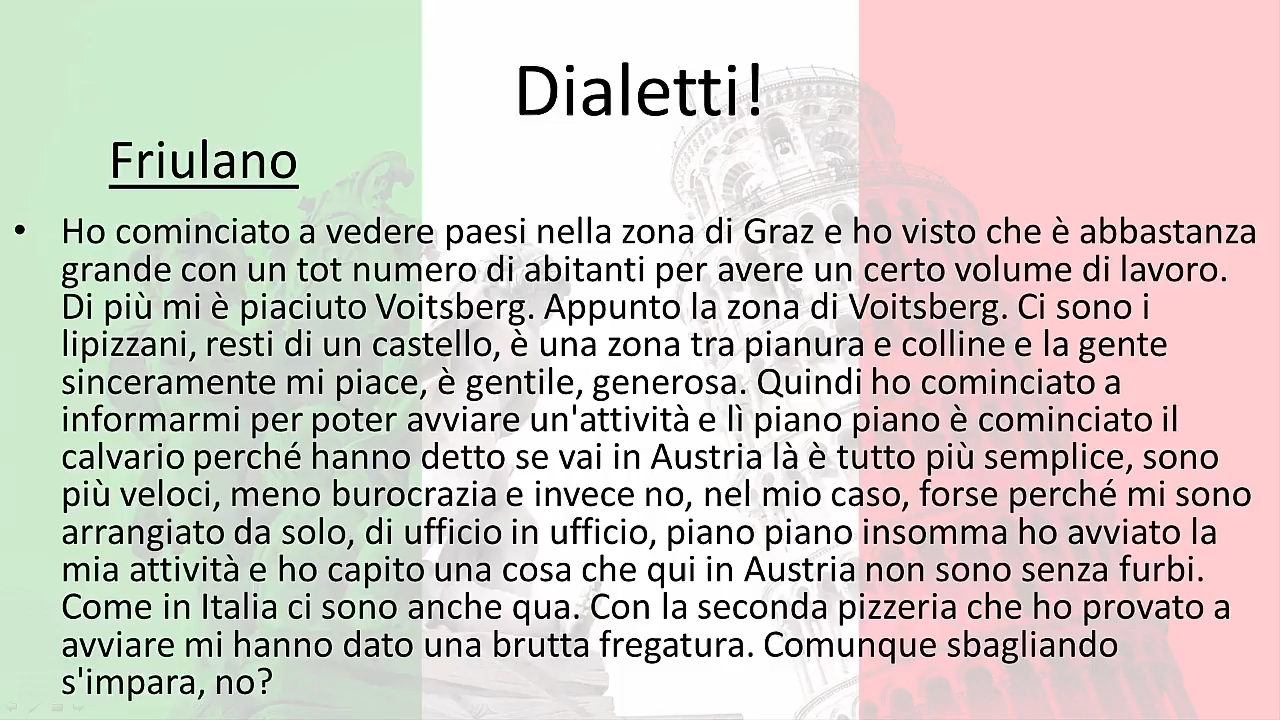 Dialetti!
Friulano
• Ho cominciato a vedere paesi nella zona di Graz e ho visto che è abbastanza
grande con un tot numero di abitanti per avere un certo volume di lavoro.
Di più mi è piaciuto Voitsberg. Appunto la zona di Voitsberg. Ci sono i
lipizzani, resti di un castello, è una zona tra pianura e colline e la gente
sinceramente mi piace, è gentile, generosa. Quindi ho cominciato a
informarmi per poter avviare un'attività e lì piano piano è cominciato il
calvario perché hanno detto se vai in Austria là è tutto più semplice, sono
più veloci, meno burocrazia e invece no, nel mio caso, forse perché mi sono
arrangiato da solo, di ufficio in ufficio, piano piano insomma ho avviato la
mia attività e ho capito una cosa che qui in Austria non sono senza furbi.
Come in Italia ci sono anche qua. Con la seconda pizzeria che ho provato a
avviare mi hanno dato una brutta fregatura. Comunque sbagliando
s'impara, no?